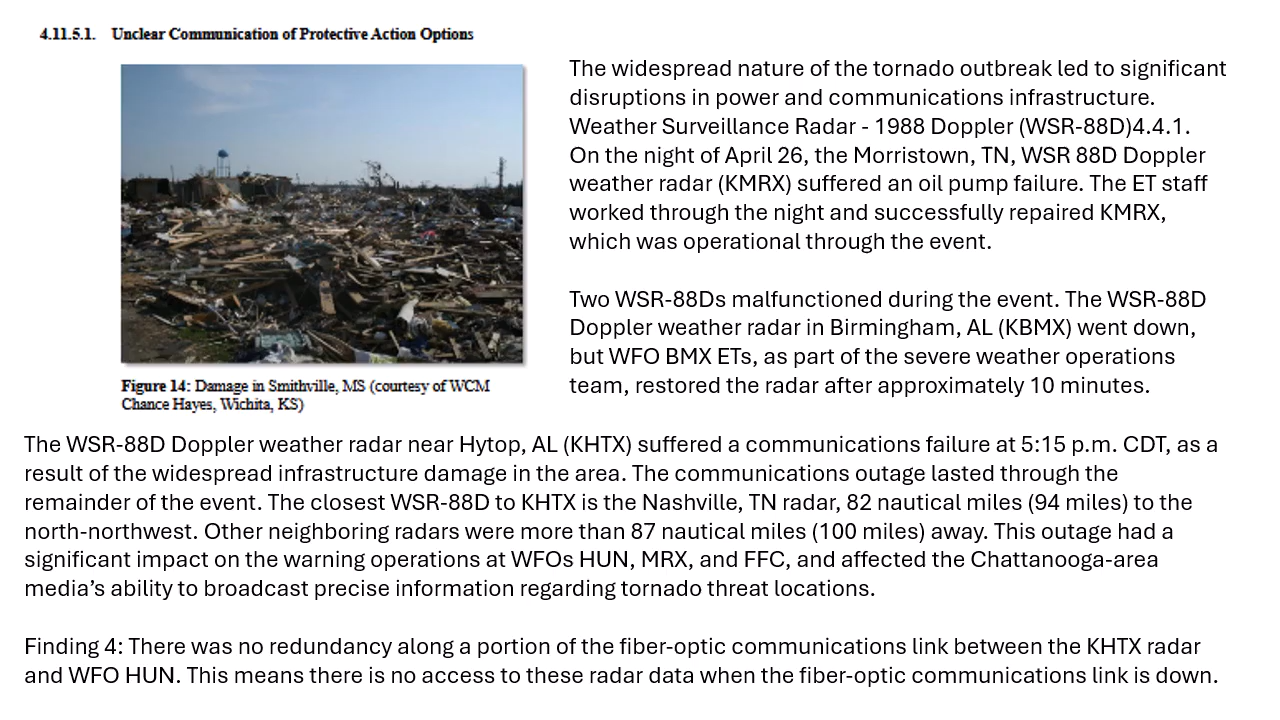 4.11.5.1. Unclear Communication of Protective Action Options
Figure 14: Damage in Smithville, MS (courtesy of WCM
Chance Hayes, Wichita, KS)
The widespread nature of the tornado outbreak led to significant
disruptions in power and communications infrastructure.
Weather Surveillance Radar - 1988 Doppler (WSR-88D)4.4.1.
On the night of April 26, the Morristown, TN, WSR 88D Doppler
weather radar (KMRX) suffered an oil pump failure. The ET staff
worked through the night and successfully repaired KMRX,
which was operational through the event.
Two WSR-88Ds malfunctioned during the event. The WSR-88D
Doppler weather radar in Birmingham, AL (KBMX) went down,
but WFO BMX ETs, as part of the severe weather operations
team, restored the radar after approximately 10 minutes.
The WSR-88D Doppler weather radar near Hytop, AL (KHTX) suffered a communications failure at 5:15 p.m. CDT, as a
result of the widespread infrastructure damage in the area. The communications outage lasted through the
remainder of the event. The closest WSR-88D to KHTX is the Nashville, TN radar, 82 nautical miles (94 miles) to the
north-northwest. Other neighboring radars were more than 87 nautical miles (100 miles) away. This outage had a
significant impact on the warning operations at WFOs HUN, MRX, and FFC, and affected the Chattanooga-area
media’s ability to broadcast precise information regarding tornado threat locations.
Finding 4: There was no redundancy along a portion of the fiber-optic communications link between the KHTX radar
and WFO HUN. This means there is no access to these radar data when the fiber-optic communications link is down.